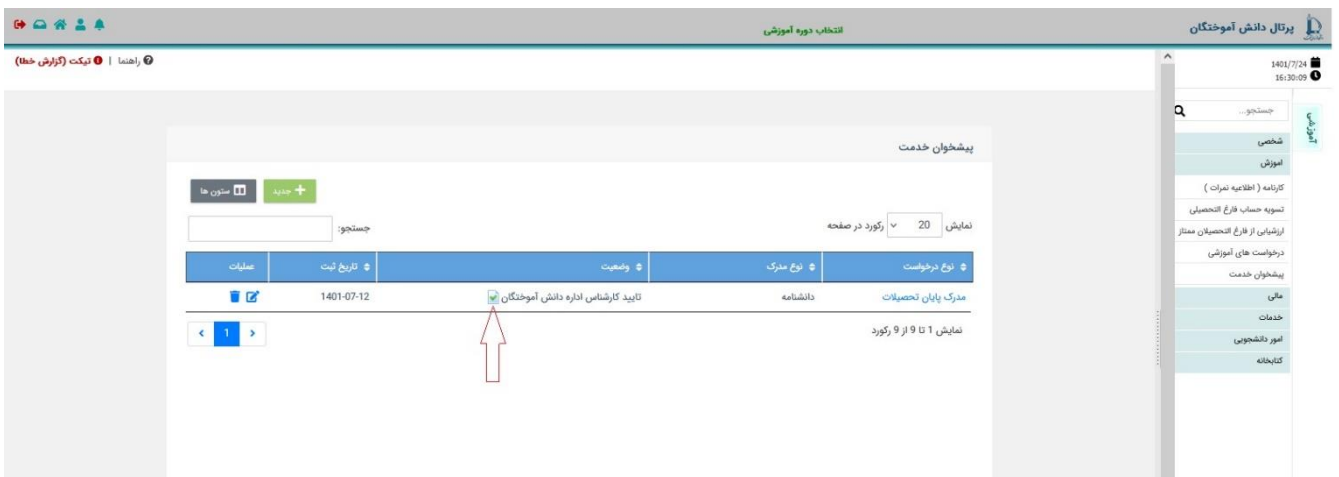 پرتال دانش آموختگان
انتخاب دوره آموزشی
1401/7/24
16:30:09
راهنما | تیکت (گزارش خطا)
جستجو...
آموزشی
شخصی
اموزش
کارنامه ( اطلاعیه نمرات )
تسویه حساب فارغ التحصیلی
ارزشیابی از فارغ التحصیلان ممتاز
درخواست های آموزشی
پیشخوان خدمت
مالی
خدمات
امور دانشجویی
کتابخانه
پیشخوان خدمت
جدید ستون ها
نمایش 20 رکورد در صفحه جستجو:
نوع درخواست نوع مدرک وضعیت تاریخ ثبت عملیات
مدرک پایان تحصیلات دانشنامه تایید کارشناس اداره دانش آموختگان 1401-07-12
نمایش 1 تا 9 از 9 رکورد
1